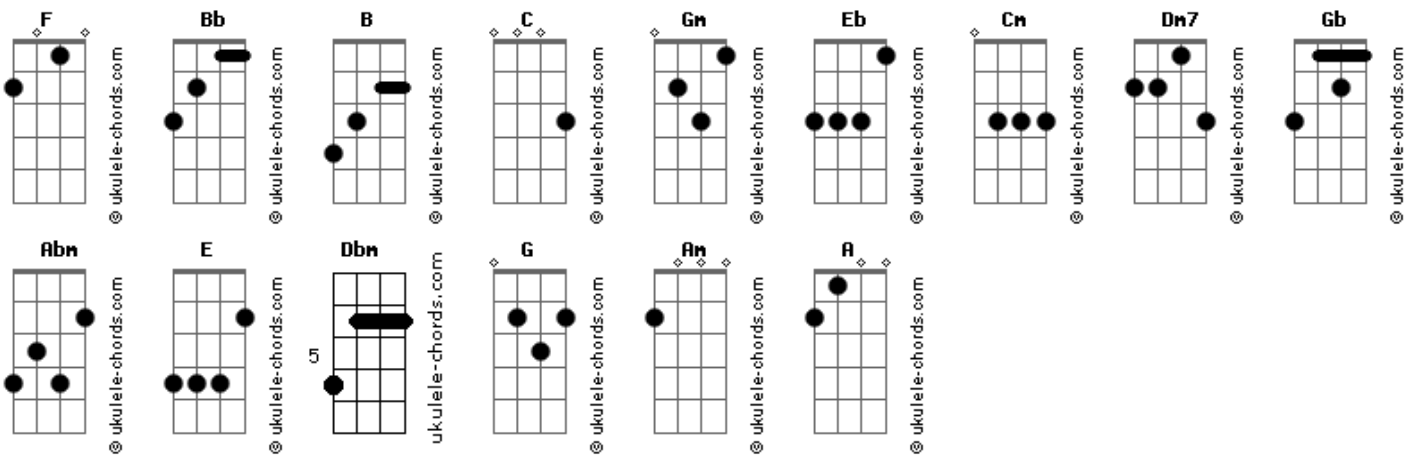 F Bb B C Gm Eb Cm Dm7 Gb
© ukulele-chords.com © ukulele-chords.com © ukulele-chords.com © ukulele-chords.com © ukulele-chords.com © ukulele-chords.com © ukulele-chords.com © ukulele-chords.com © ukulele-chords.com
Abm E Dbm G Am A
5
© ukulele-chords.com © ukulele-chords.com ukulele-chords.com © ukulele-chords.com © ukulele-chords.com © ukulele-chords.com